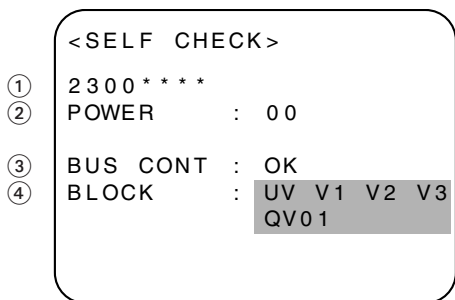 <SELF CHECK>
① 2300****
② POWER : 00
③ BUS CONT : OK
④ BLOCK : UV V1 V2 V3
QV01